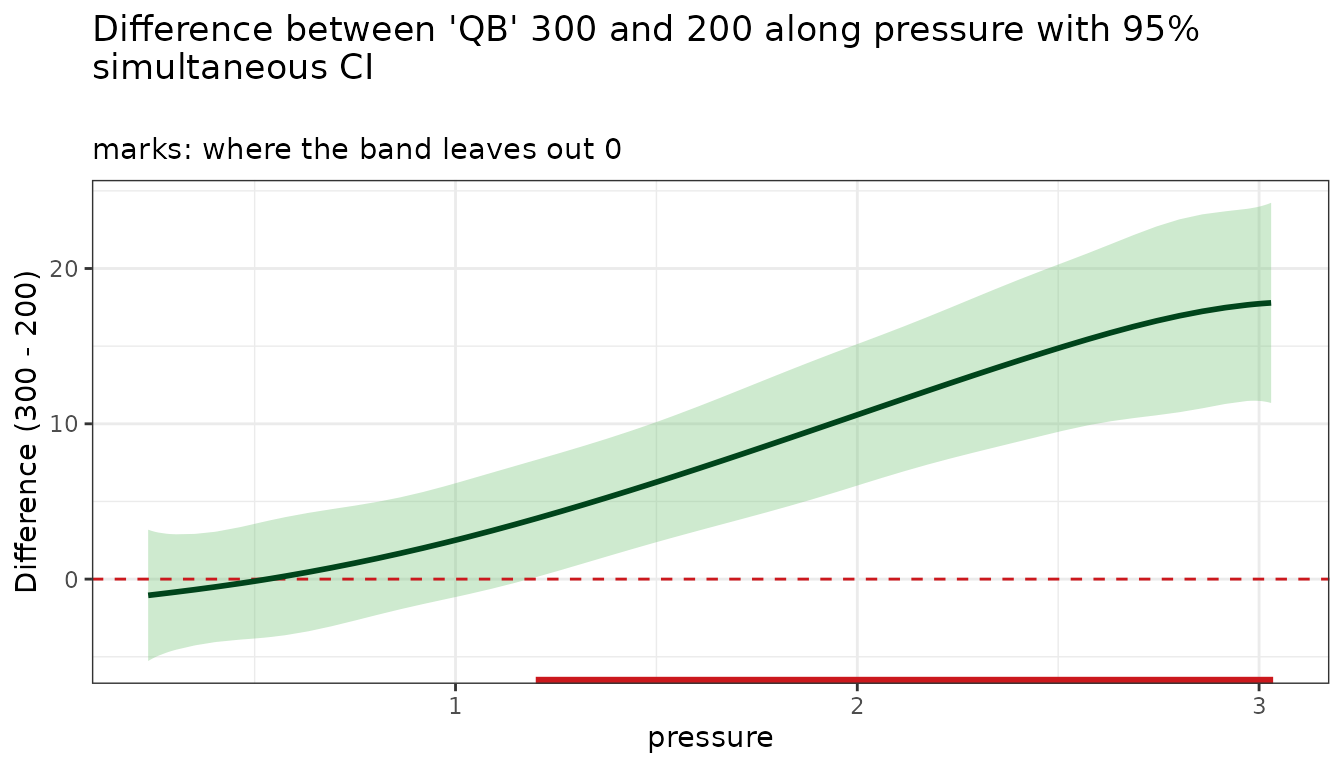 Difference between 'QB' 300 and 200 along pressure with 95%
simultaneous CI
marks: where the band leaves out 0
Difference (300 - 200)
20
10
0
1
2
3
pressure